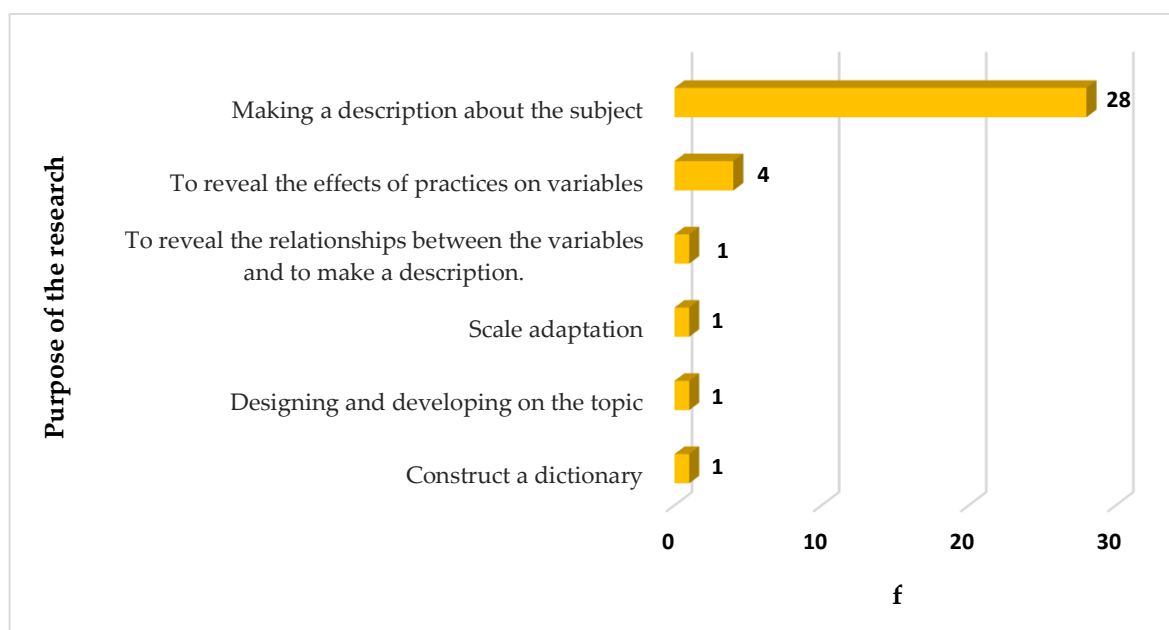 Purpose of the research
Making a description about the subject
28
To reveal the effects of practices on variables
4
To reveal the relationships between the variables
and to make a description.
1
Scale adaptation
1
Designing and developing on the topic
1
Construct a dictionary
1
0 10 20 30
f